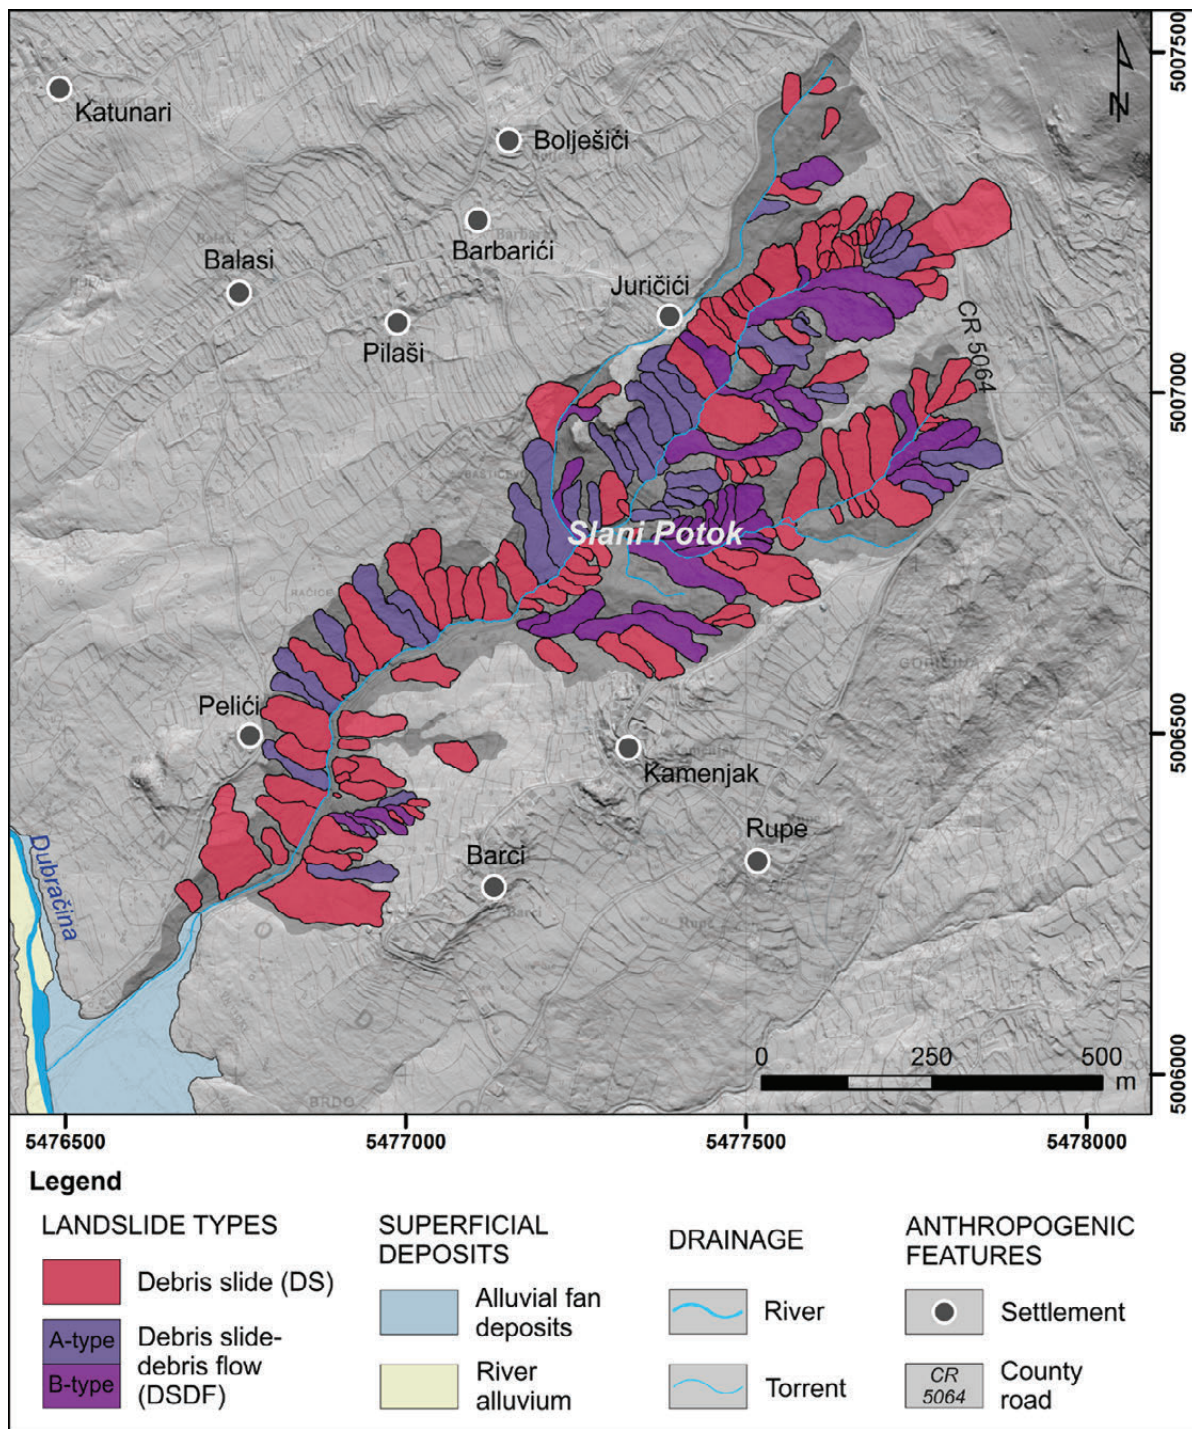 5007500
N
Katunari
Bolješići
Barbarići
Balasi
Juričići
Pilaši
CR 5064
5007000
Slani Potok
Pelići
5006500
Kamenjak
Rupe
Barci
Dubračina
0 250 500
m
5006000
BRDO
5476500 5477000 5477500 5478000
Legend
LANDSLIDE TYPES
Debris slide (DS)
A-type
B-type
Debris slide-
debris flow
(DSDF)
SUPERFICIAL
DEPOSITS
Alluvial fan
deposits
River
alluvium
DRAINAGE
River
Torrent
ANTHROPOGENIC
FEATURES
Settlement
CR
5064
County
road